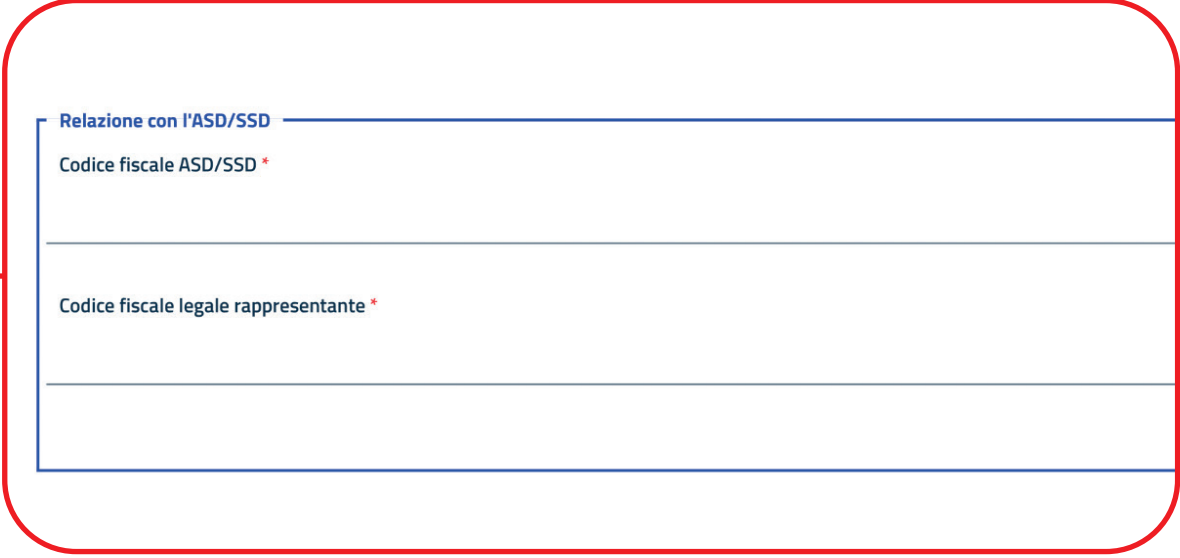 Relazione con l'ASD/SSD
Codice fiscale ASD/SSD *
Codice fiscale legale rappresentante *